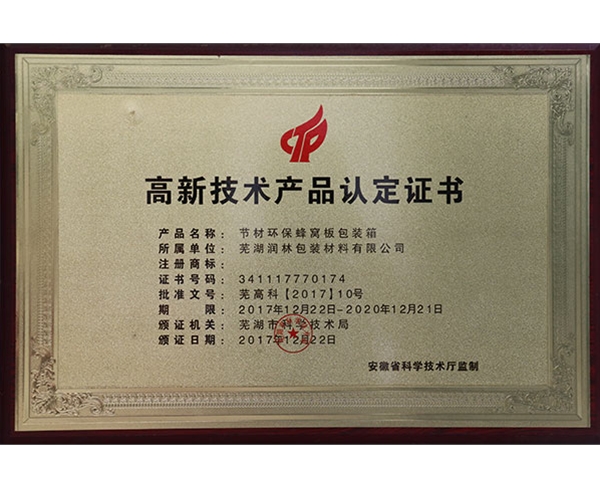 CTP
高新技术产品认定证书
产品名称：节材环保蜂窝板包装箱
所属单位：芜湖润林包装材料有限公司
注册商标：
证书号码：341117770174
批准文号：芜高科【2017】10号
期限：2017年12月22日-2020年12月21日
颁证机关：芜湖市科学技术局
颁证日期：2017年12月22日
安徽省科学技术厅监制